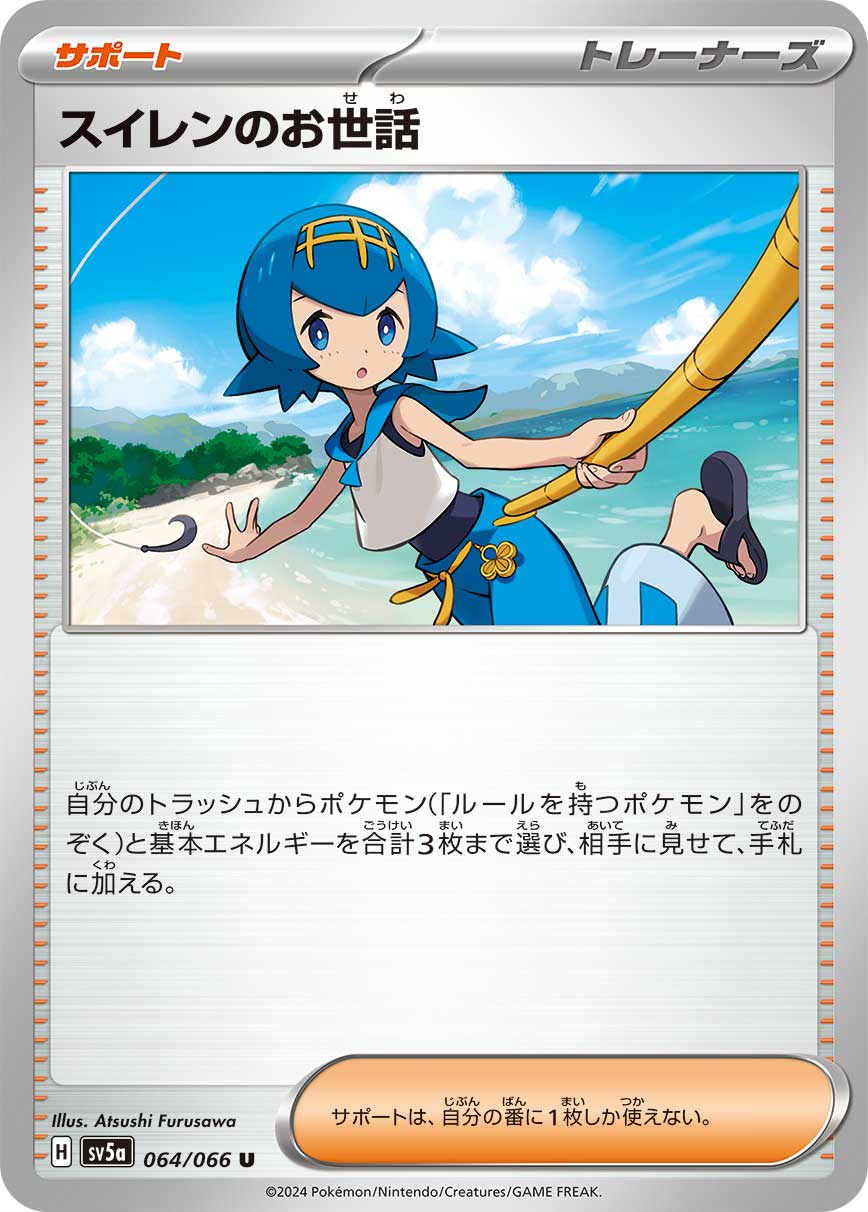 サポート
トレーナーズ
せわ
スイレンのお世話
じぶん も
自分のトラッシュからポケモン(「ルールを持つポケモン」をの
きほん ごうけい まい えら あいて み てふだ
ぞく)と基本エネルギーを合計3枚まで選び、相手に見せて、手札
くわ
に加える。
じぶん ばん まい つか
サポートは、自分の番に1枚しか使えない。
Illus. Atsushi Furusawa
H sv5a 064/066 U
©2024 Pokémon/Nintendo/Creatures/GAME FREAK.